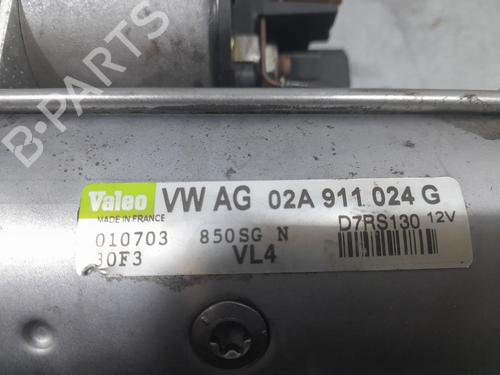 B-PARTS
Valeo VW AG 02A 911 024 G
MADE IN FRANCE
D7RS130 12V
010703 850SG N
30F3 VL4